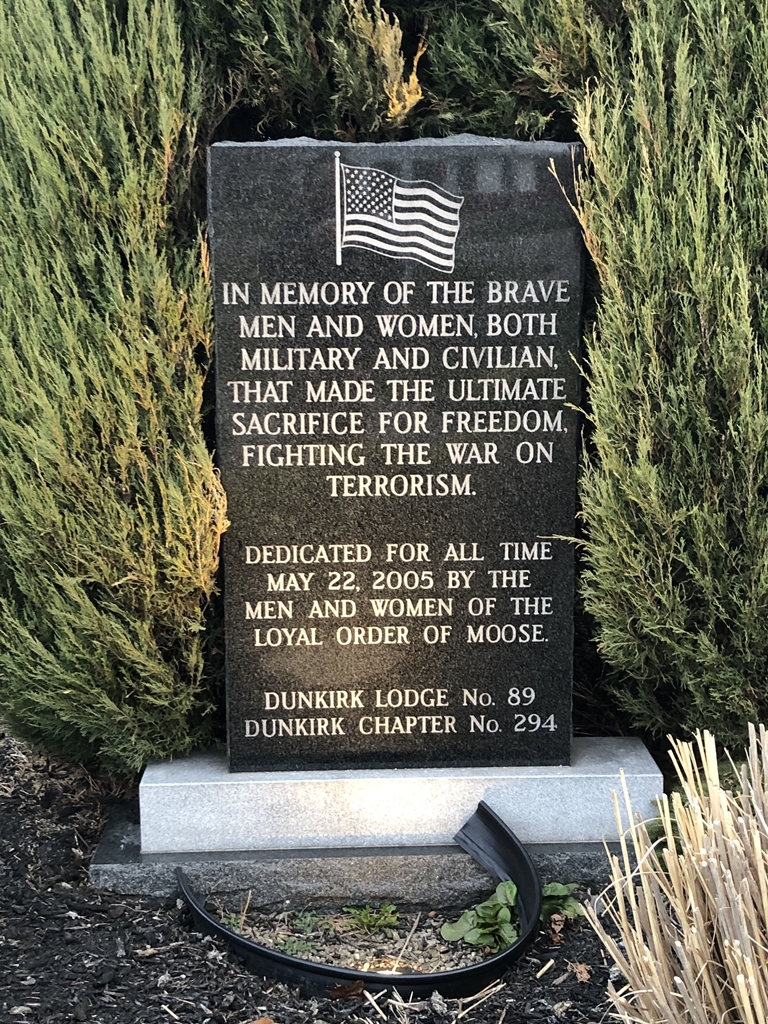 IN MEMORY OF THE BRAVE
MEN AND WOMEN, BOTH
MILITARY AND CIVILIAN,
THAT MADE THE ULTIMATE
SACRIFICE FOR FREEDOM,
FIGHTING THE WAR ON
TERRORISM.
DEDICATED FOR ALL TIME
MAY 22, 2005 BY THE
MEN AND WOMEN OF THE
LOYAL ORDER OF MOOSE.
DUNKIRK LODGE No. 89
DUNKIRK CHAPTER No. 294